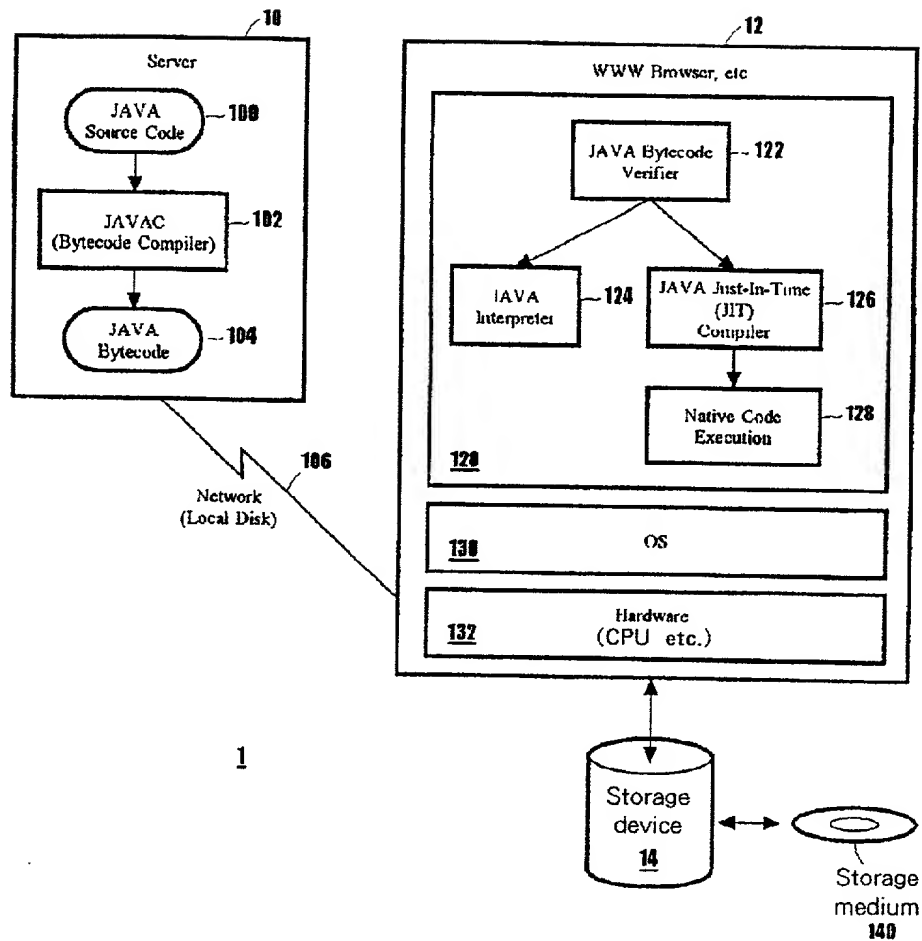 10
Server
JAVA
Source Code
100
JAVAC
(Bytecode Compiler)
102
JAVA
Bytecode
104
106
Network
(Local Disk)
12
WWW Browser, etc
JAVA Bytecode
Verifier
122
JAVA
Interpreter
124
JAVA Just-In-Time
(JIT)
Compiler
126
Native Code
Execution
128
120
130
OS
132
Hardware
(CPU etc.)
1
Storage
device
14
Storage
medium
140